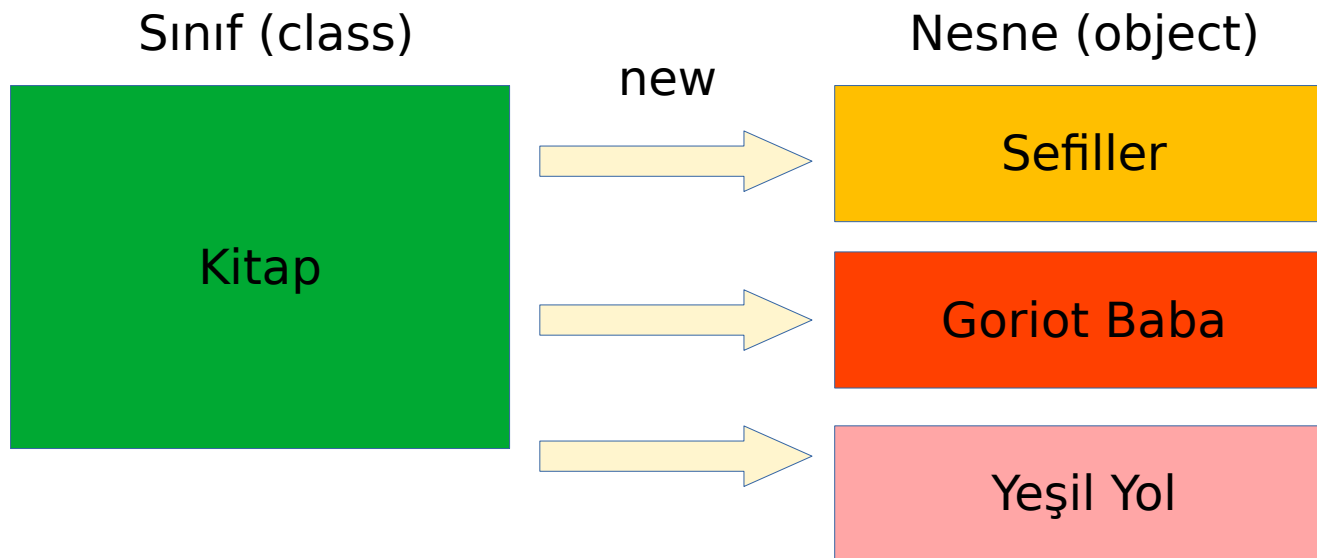 Sınıf (class)
Nesne (object)
new
Kitap
Sefiller
Goriot Baba
Yeşil Yol